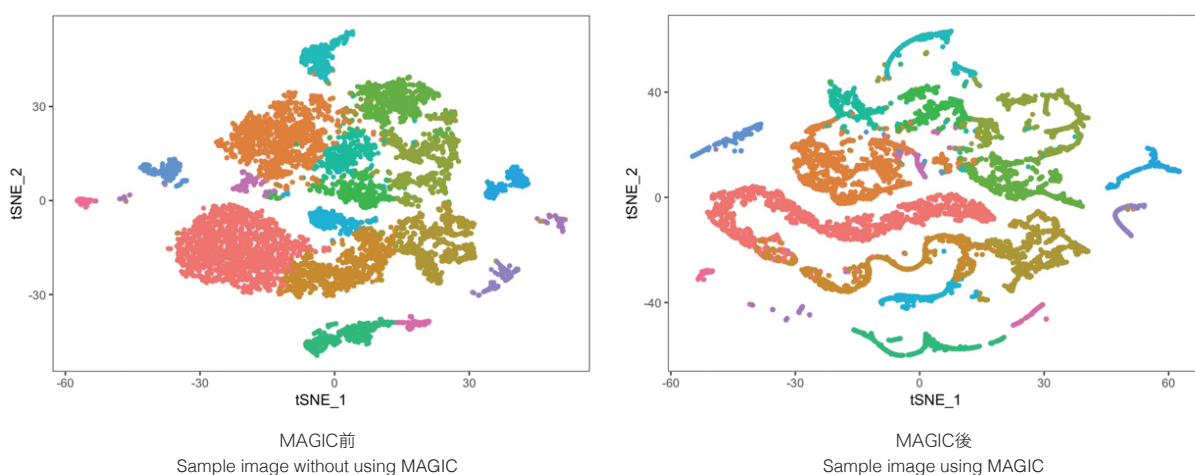 30
0
-30
-60
-30
0
30
tSNE_2
tSNE_1
MAGIC前
Sample image without using MAGIC
40
0
-40
-60
-30
0
30
60
tSNE_2
tSNE_1
MAGIC後
Sample image using MAGIC